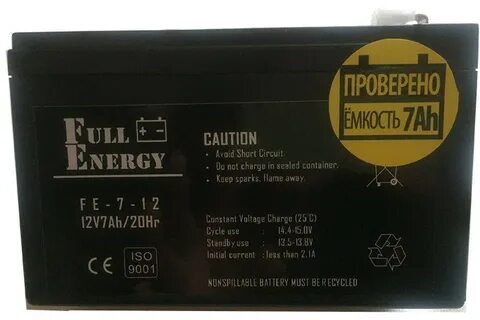 ПРОВЕРЕНО
ЁМКОСТЬ 7Ah
FULL
ENERGY
FE-7-12
12V7Ah/20Hr
CE
ISO
9001
CAUTION
• Avoid Short Circuit.
• Do not charge in sealed container.
• Keep sparks, flame away.
Constant Voltage Charge (25°C)
Cycle use : 14.4-15.0V
Standby use : 13.5-13.8V
Initial current : less than 2.1A
NONSPILLABLE BATTERY MUST BE RECYCLED